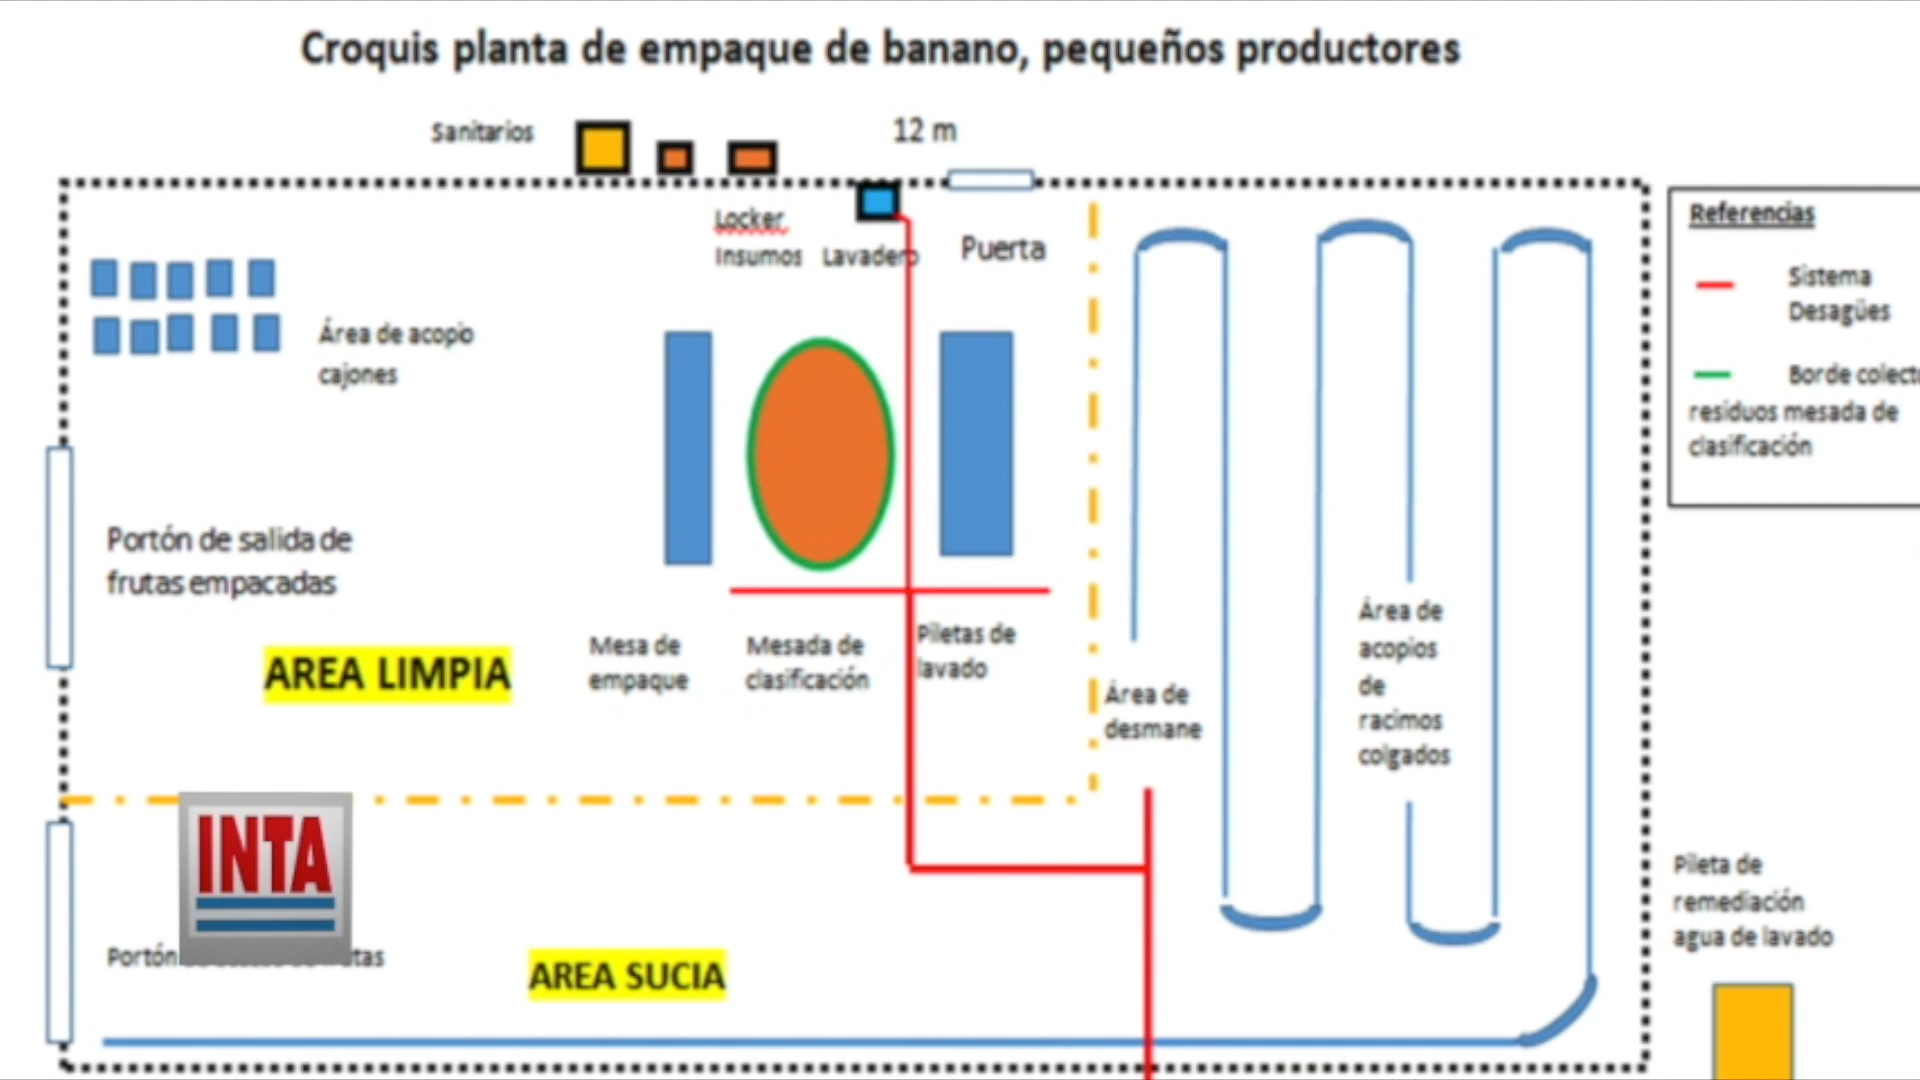 Croquis planta de empaque de banano, pequeños productores
Sanitarios
12 m
Locker
Insumos
Lavadero
Puerta
Referencias
Sistema
Desagües
Borde
residuos mesada de
clasificación
Área de acopio
cajones
Portón de salida de
frutas empacadas
AREA LIMPIA
Mesa de
empaque
Mesada de
clasificación
Piletas de
lavado
Área de
desmane
Área de
acopios
de
racimos
colgados
INTA
Portón
AREA SUCIA
Pileta de
remediación
agua de lavado